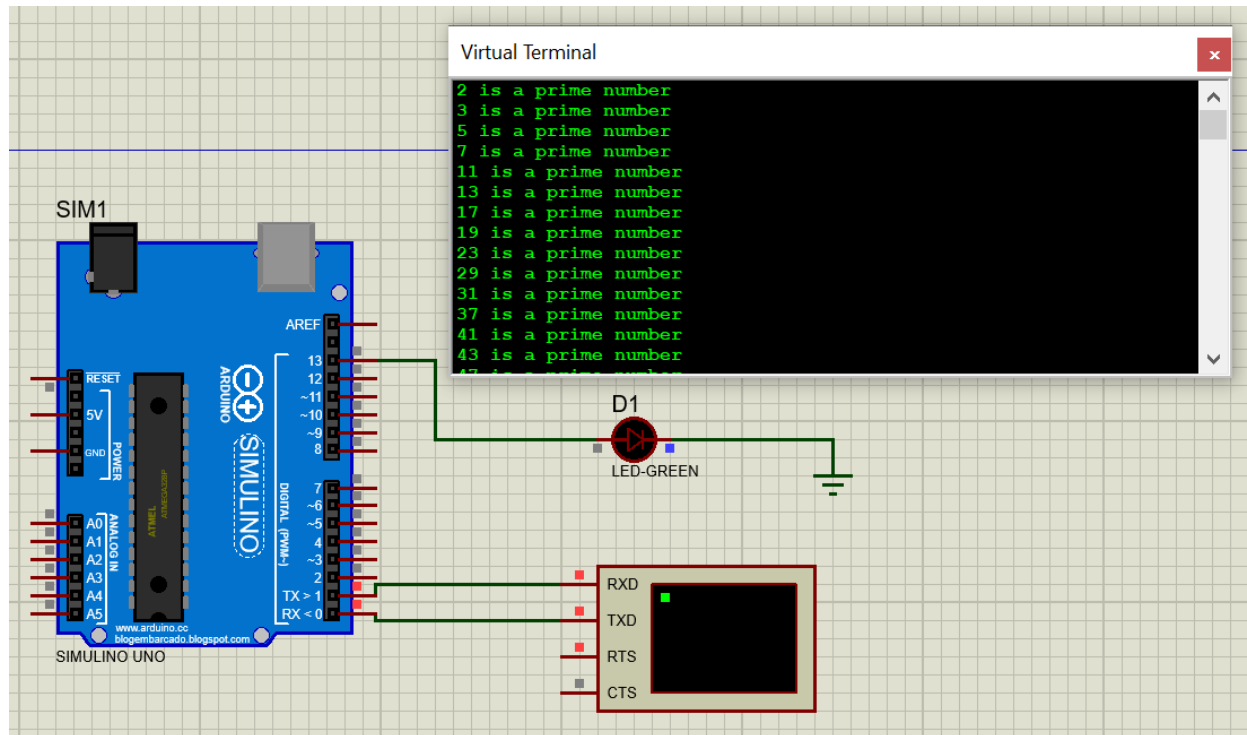 Virtual Terminal
2 is a prime number
3 is a prime number
5 is a prime number
7 is a prime number
11 is a prime number
13 is a prime number
17 is a prime number
19 is a prime number
23 is a prime number
29 is a prime number
31 is a prime number
37 is a prime number
41 is a prime number
43 is a prime number
SIM1
AREF
13
12
~11
~10
~9
8
7
~6
~5
4
~3
2
TX > 1
RX < 0
RESET
5V
GND
POWER
A0
A1
A2
A3
A4
A5
ANALOG IN
ATMEL
ATMEGA328P
ARDUINO
SIMULINO
DIGITAL (PWM~)
www.arduino.cc
blogembarcado.blogspot.com
SIMULINO UNO
D1
LED-GREEN
RXD
TXD
RTS
CTS